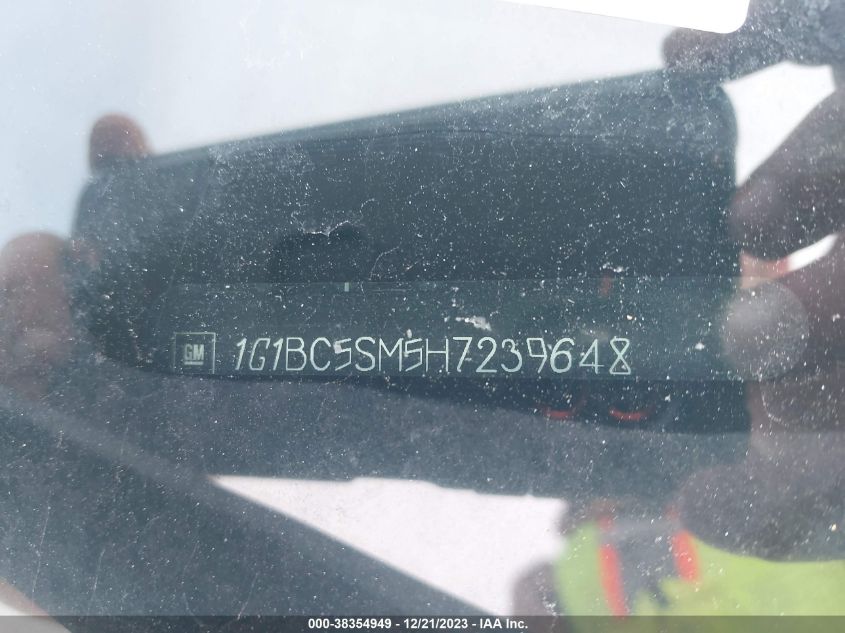 GM 1G1BC5SM5H7239648
000-38354949 - 12/21/2023 - IAA Inc.